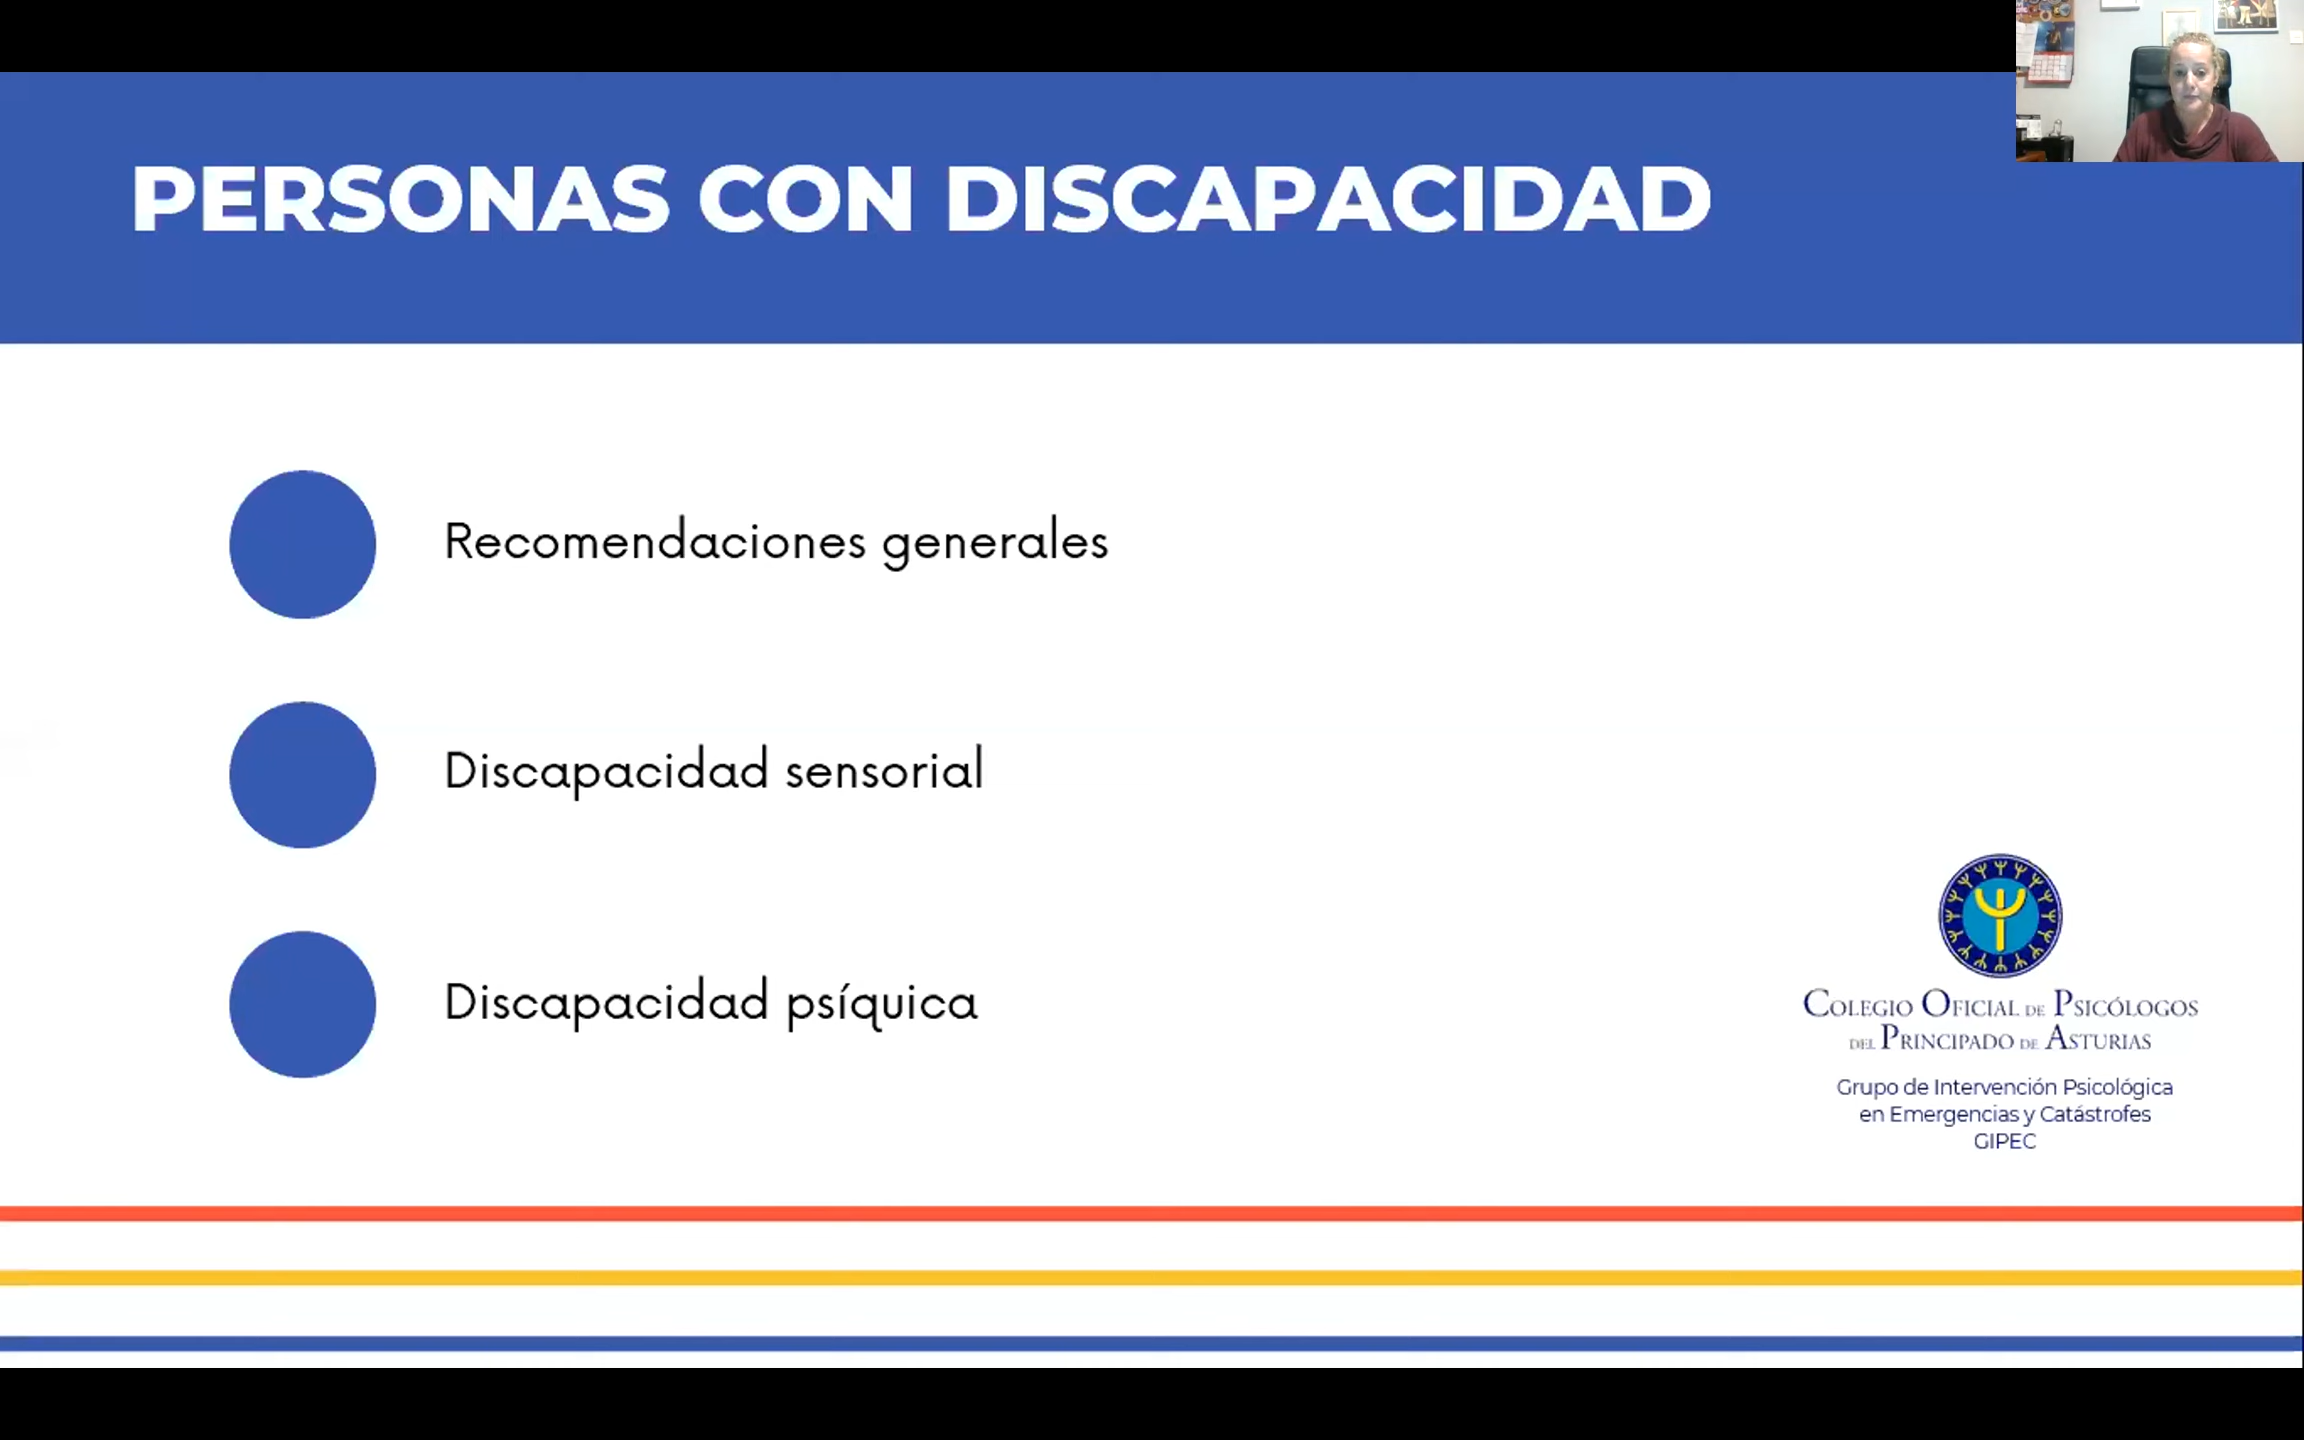 PERSONAS CON DISCAPACIDAD
Recomendaciones generales
Discapacidad sensorial
Discapacidad psíquica
COLEGIO OFICIAL DE PSICÓLOGOS
DEL PRINCIPADO DE ASTURIAS
Grupo de Intervención Psicológica
en Emergencias y Catástrofes
GIPEC